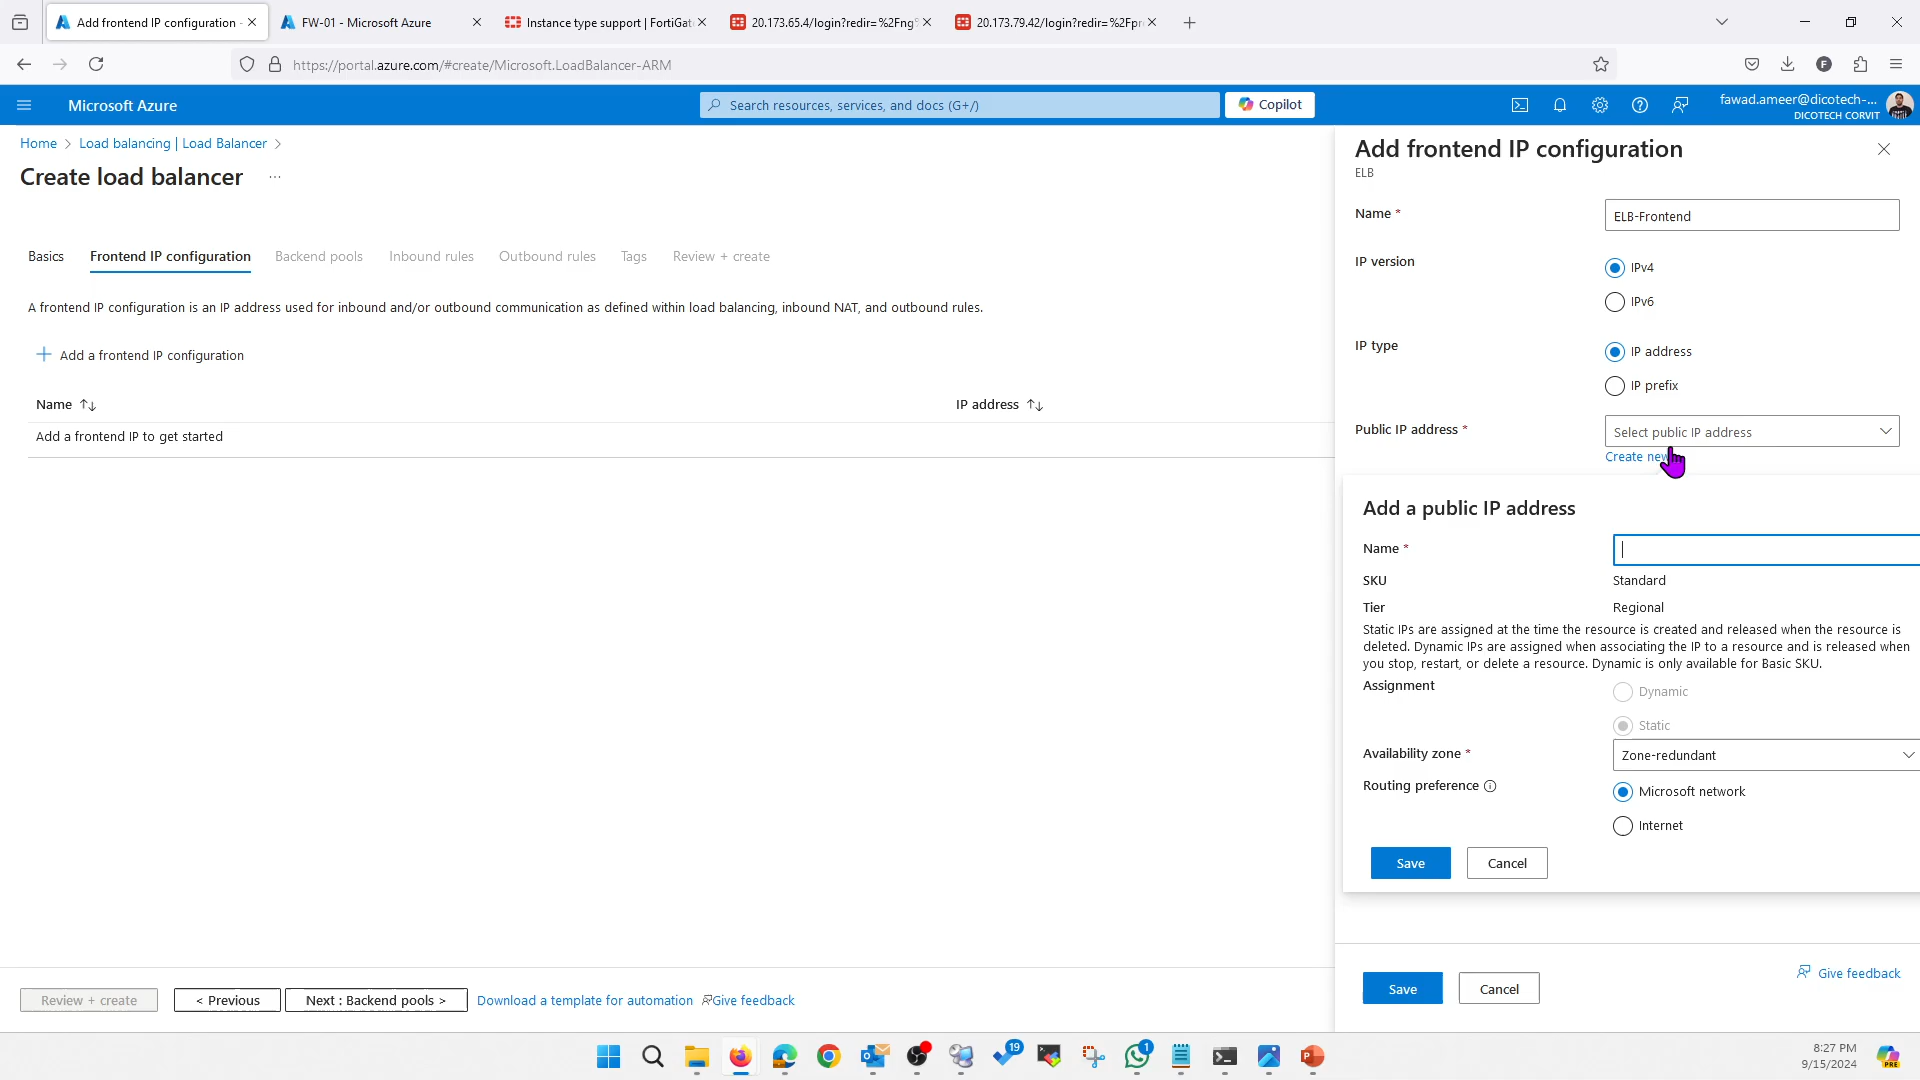 Add frontend IP configuration -
FW-01 - Microsoft Azure
Instance type support | FortiGat
20.173.65.4/login?redir=%2Fng
20.173.79.42/login?redir=%2Fpr
https://portal.azure.com/#create/Microsoft.LoadBalancer-ARM
F
Microsoft Azure
Search resources, services, and docs (G+/)
Copilot
fawad.ameer@dicotech-...
DICOTECH CORVIT
Home > Load balancing | Load Balancer >
Create load balancer ...
Basics
Frontend IP configuration
Backend pools
Inbound rules
Outbound rules
Tags
Review + create
A frontend IP configuration is an IP address used for inbound and/or outbound communication as defined within load balancing, inbound NAT, and outbound rules.
+ Add a frontend IP configuration
Name ↑↓
IP address ↑↓
Add a frontend IP to get started
Review + create
< Previous
Next : Backend pools >
Download a template for automation
Give feedback
Add frontend IP configuration
ELB
Name *
ELB-Frontend
IP version
IPv4
IPv6
IP type
IP address
IP prefix
Public IP address *
Select public IP address
Create new
Add a public IP address
Name *
SKU
Standard
Tier
Regional
Static IPs are assigned at the time the resource is created and released when the resource is
deleted. Dynamic IPs are assigned when associating the IP to a resource and is released when
you stop, restart, or delete a resource. Dynamic is only available for Basic SKU.
Assignment
Dynamic
Static
Availability zone *
Zone-redundant
Routing preference
Microsoft network
Internet
Save
Cancel
Give feedback
Save
Cancel
19
1
8:27 PM
9/15/2024
PRE